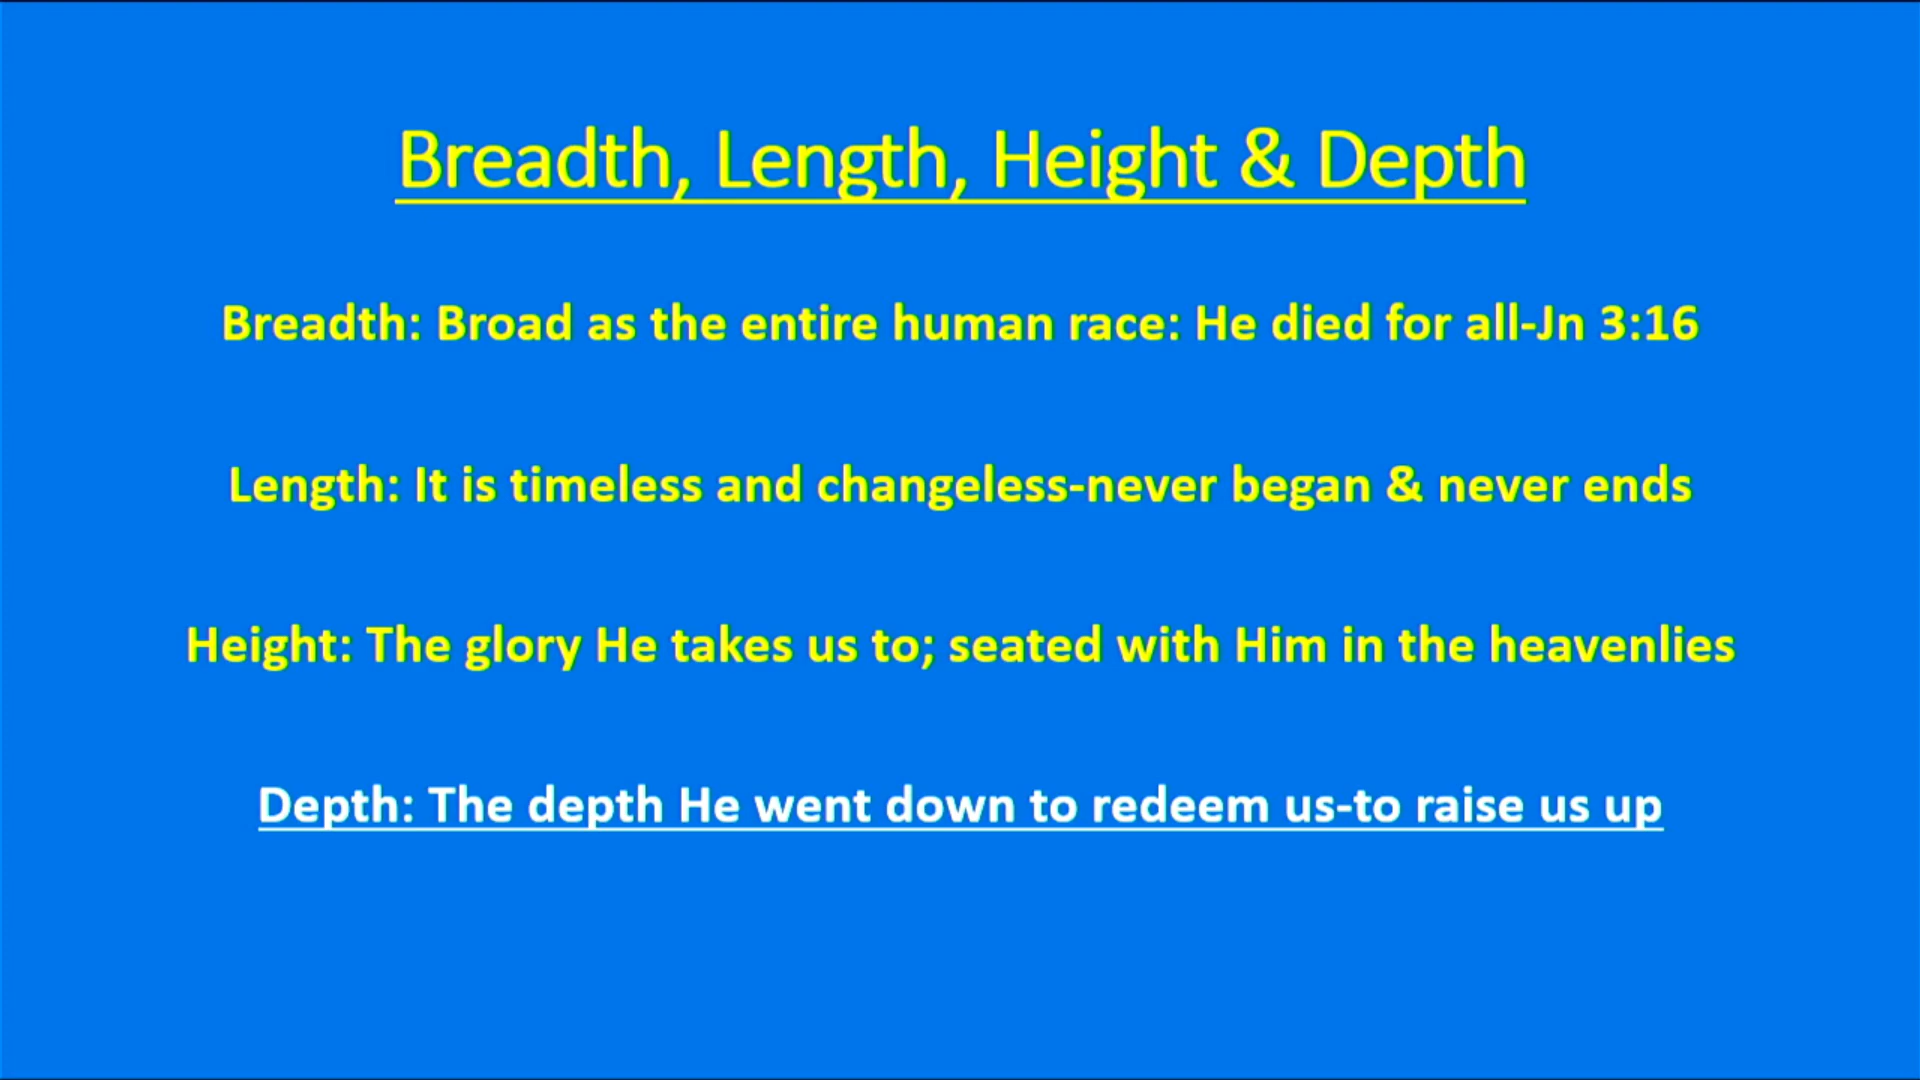 Breadth, Length, Height & Depth
Breadth: Broad as the entire human race: He died for all-Jn 3:16
Length: It is timeless and changeless-never began & never ends
Height: The glory He takes us to; seated with Him in the heavenlies
Depth: The depth He went down to redeem us-to raise us up